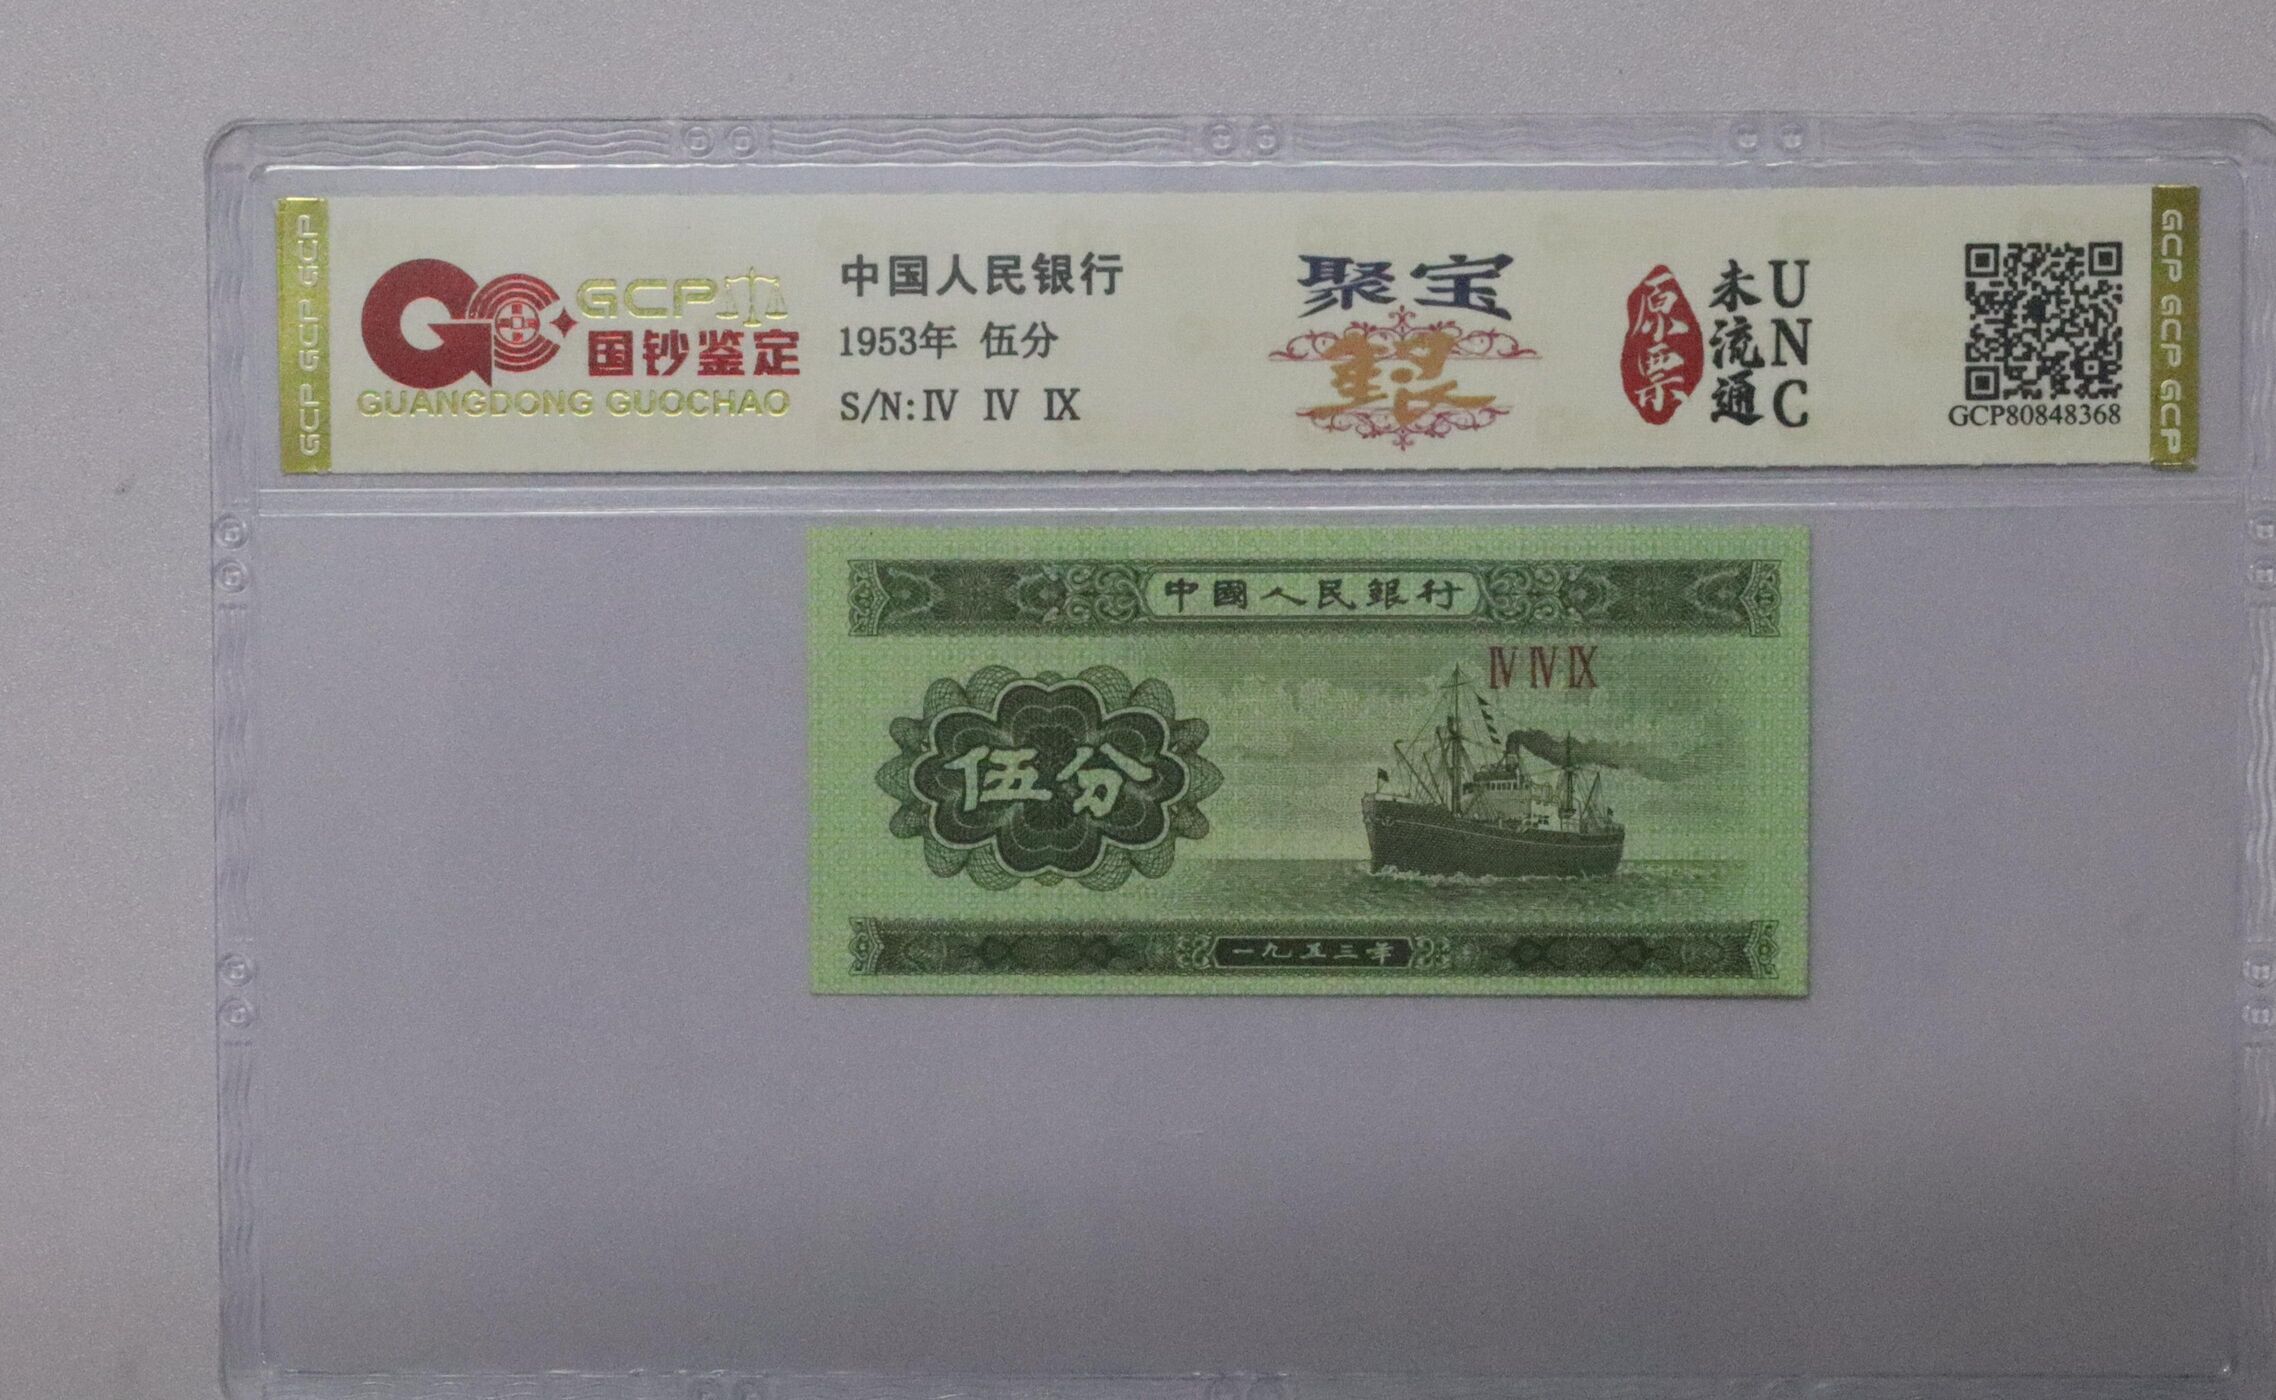 GCP GCP GCP
GCP
国钞鉴定
GUANGDONG GUOCHAO
中国人民银行
1953年 伍分
S/N: IV IV IX
聚宝
银
原票
未流通
UNC
GCP80848368
GCP GCP GCP
中國人民銀行
IV IV IX
伍分
一九五三年